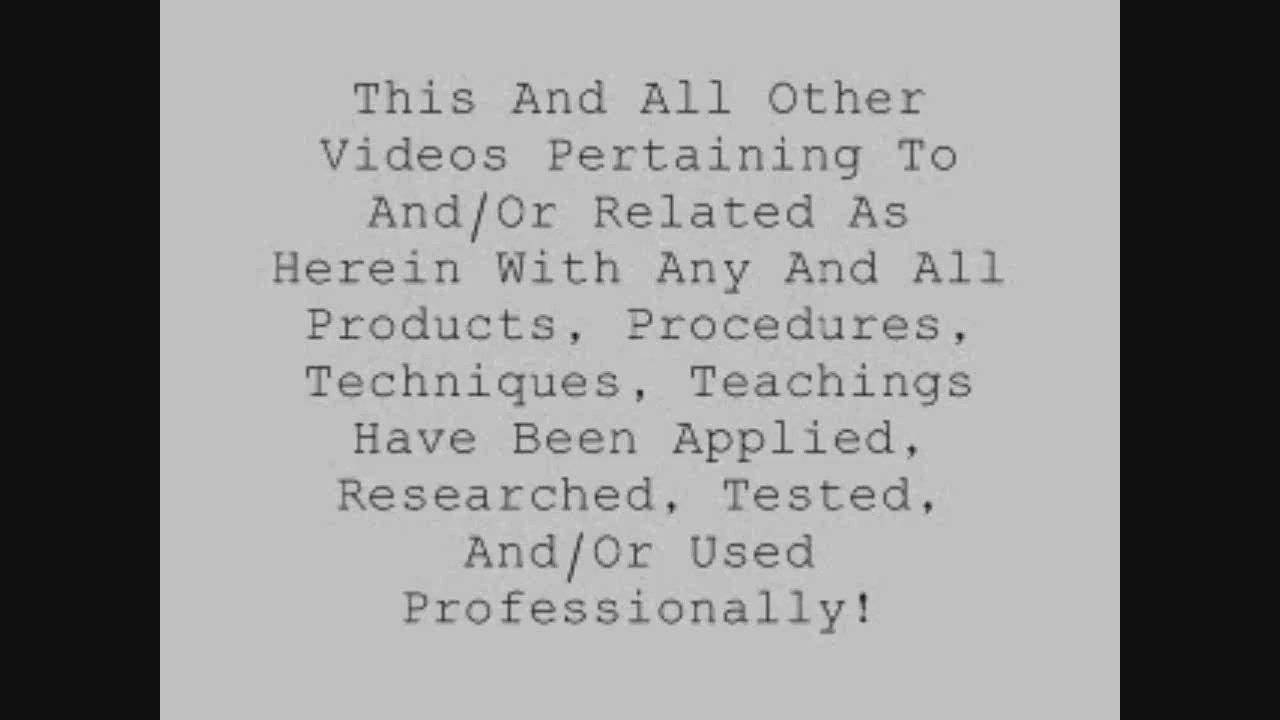 This And All Other
Videos Pertaining To
And/Or Related As
Herein With Any And All
Products, Procedures,
Techniques, Teachings
Have Been Applied,
Researched, Tested,
And/Or Used
Professionally!